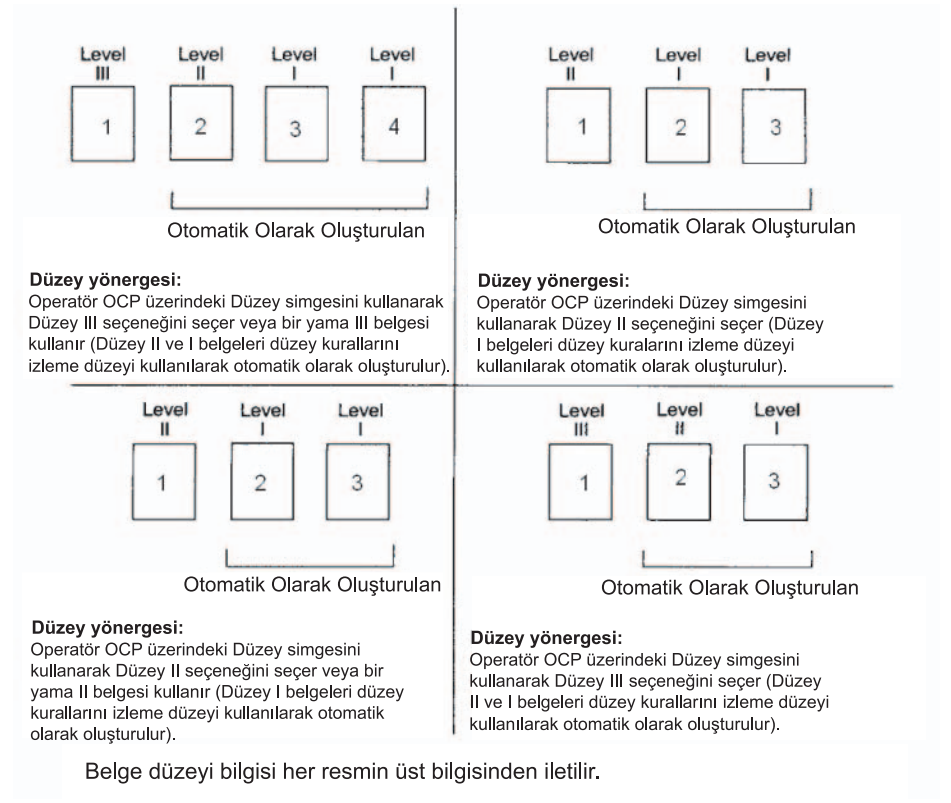 Level Level Level Level
III II I I
1 2 3 4
Otomatik Olarak Oluşturulan
Düzey yönergesi:
Operatör OCP üzerindeki Düzey simgesini kullanarak
Düzey III seçeneğini seçer veya bir yama III belgesi
kullanır (Düzey II ve I belgeleri düzey kurallarını
izleme düzeyi kullanılarak otomatik olarak oluşturulur).
Level Level Level
II I I
1 2 3
Otomatik Olarak Oluşturulan
Düzey yönergesi:
Operatör OCP üzerindeki Düzey simgesini
kullanarak Düzey II seçeneğini seçer (Düzey
I belgeleri düzey kuralarını izleme düzeyi
kullanılarak otomatik olarak oluşturulur).
Level Level Level
II I I
1 2 3
Otomatik Olarak Oluşturulan
Düzey yönergesi:
Operatör OCP üzerindeki Düzey simgesini
kullanarak Düzey II seçeneğini seçer veya bir
yama II belgesi kullanır (Düzey I belgeleri düzey
kurallarını izleme düzeyi kullanılarak otomatik
olarak oluşturulur).
Level Level Level
III II I
1 2 3
Otomatik Olarak Oluşturulan
Düzey yönergesi:
Operatör OCP üzerindeki Düzey simgesini
kullanarak Düzey III seçeneğini seçer (Düzey
II ve I belgeleri düzey kurallarını izleme düzeyi
kullanılarak otomatik olarak oluşturulur).
Belge düzeyi bilgisi her resmin üst bilgisinden iletilir.